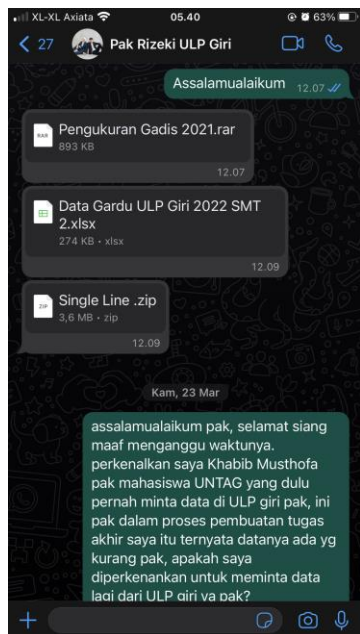 XL-XL Axiata
05.40
63%
27
Pak Rizeki ULP Giri
Assalamualaikum
12.07
RAR
Pengukuran Gadis 2021.rar
893 KB
12.07
Data Gardu ULP Giri 2022 SMT
2.xlsx
274 KB • xlsx
12.09
ZIP
Single Line .zip
3,6 MB • zip
12.09
Kam, 23 Mar
assalamualaikum pak, selamat siang
maaf menganggu waktunya.
perkenalkan saya Khabib Musthofa
pak mahasiswa UNTAG yang dulu
pernah minta data di ULP giri pak, ini
pak dalam proses pembuatan tugas
akhir saya itu ternyata datanya ada yg
kurang pak, apakah saya
diperkenankan untuk meminta data
lagi dari ULP giri ya pak?